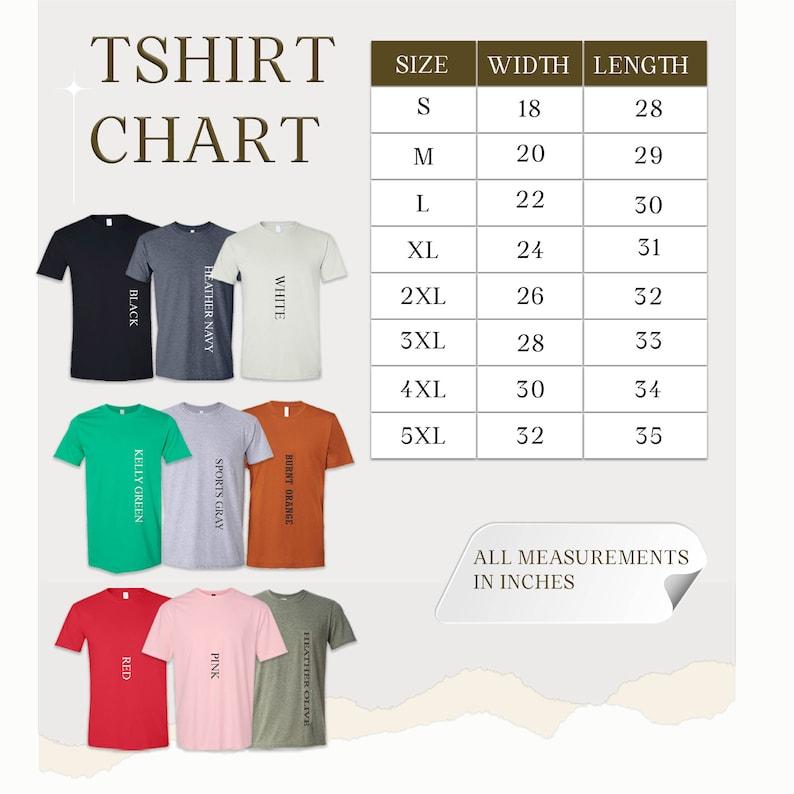 TSHIRT
CHART
SIZE WIDTH LENGTH
S 18 28
M 20 29
L 22 30
XL 24 31
2XL 26 32
3XL 28 33
4XL 30 34
5XL 32 35
BLACK
HEATHER NAVY
WHITE
KELLY GREEN
SPORTS GRAY
BURNT ORANGE
RED
PINK
HEATHER OLIVE
ALL MEASUREMENTS
IN INCHES